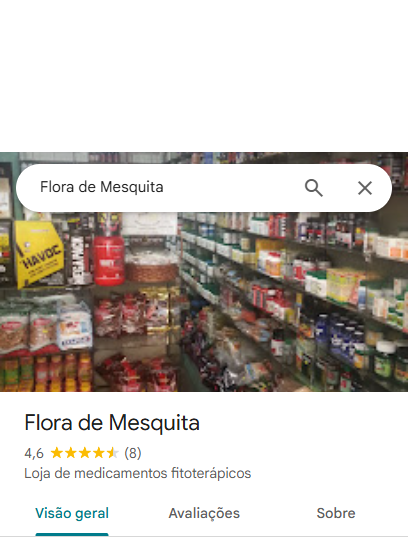 Flora de Mesquita
HAVOC
Flora de Mesquita
4,6 (8)
Loja de medicamentos fitoterápicos
Visão geral
Avaliações
Sobre